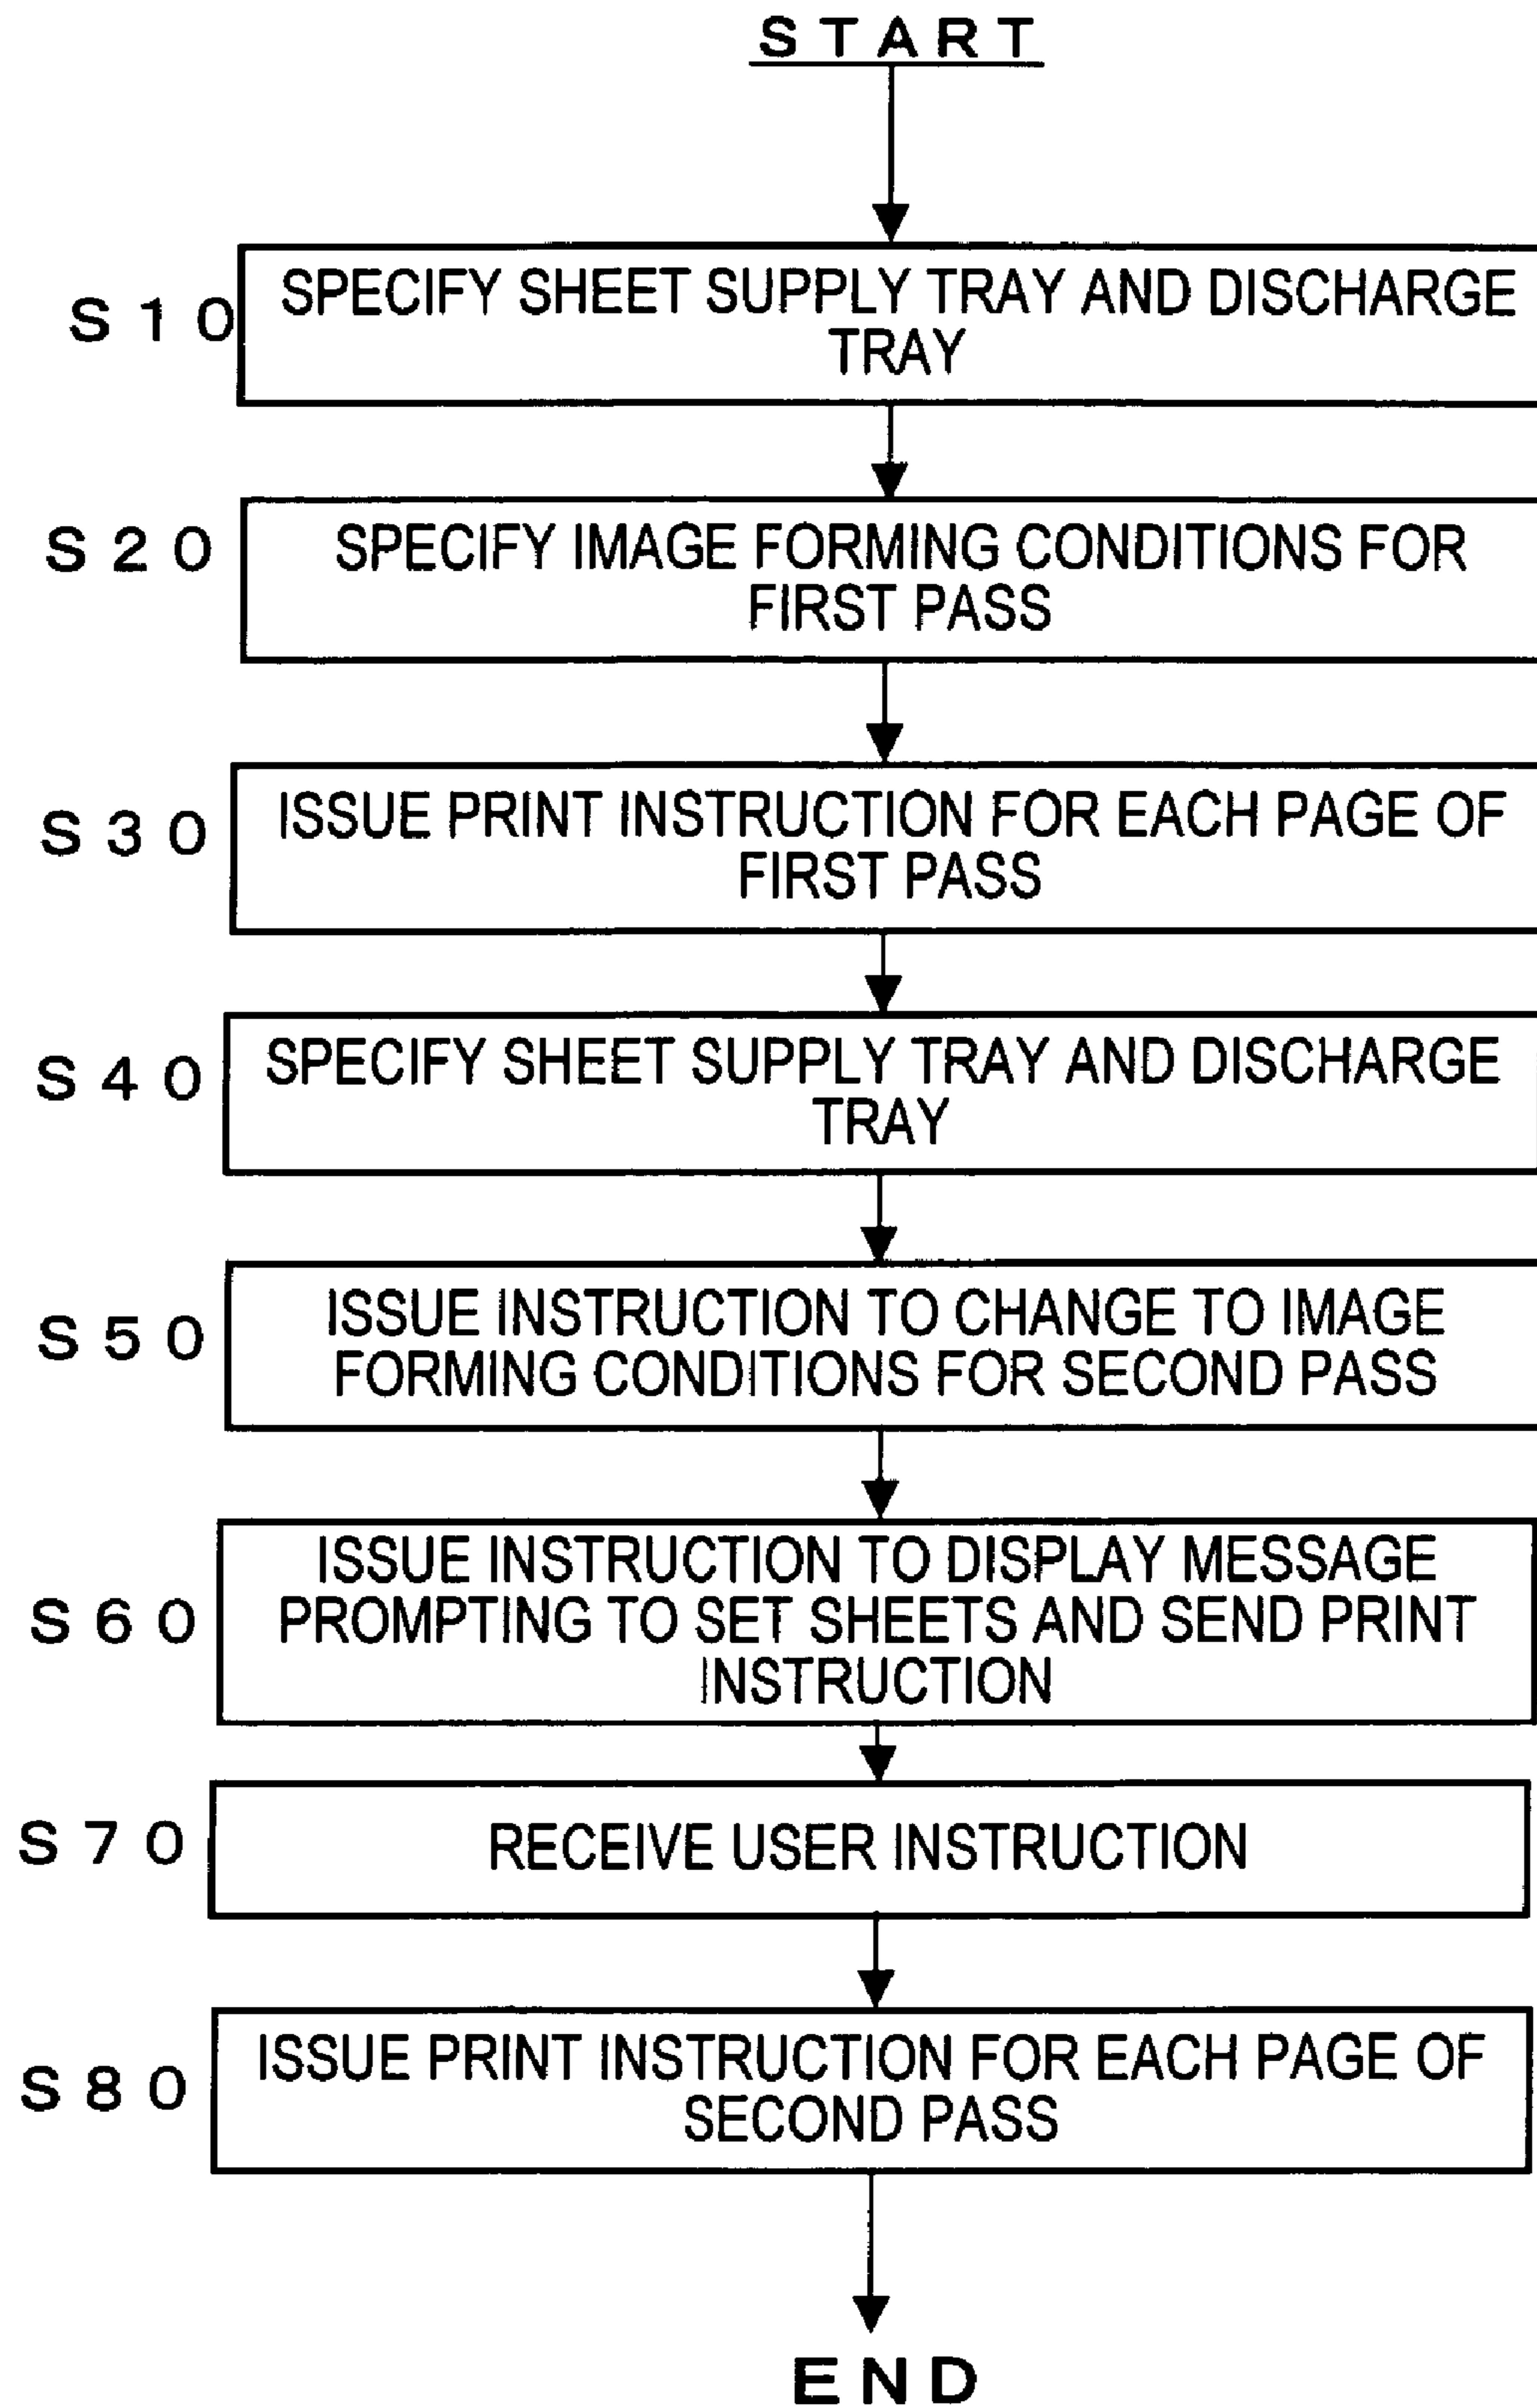 START
S10
SPECIFY SHEET SUPPLY TRAY AND DISCHARGE
TRAY
S20
SPECIFY IMAGE FORMING CONDITIONS FOR
FIRST PASS
S30
ISSUE PRINT INSTRUCTION FOR EACH PAGE OF
FIRST PASS
S40
SPECIFY SHEET SUPPLY TRAY AND DISCHARGE
TRAY
S50
ISSUE INSTRUCTION TO CHANGE TO IMAGE
FORMING CONDITIONS FOR SECOND PASS
S60
ISSUE INSTRUCTION TO DISPLAY MESSAGE
PROMPTING TO SET SHEETS AND SEND PRINT
INSTRUCTION
S70
RECEIVE USER INSTRUCTION
S80
ISSUE PRINT INSTRUCTION FOR EACH PAGE OF
SECOND PASS
END